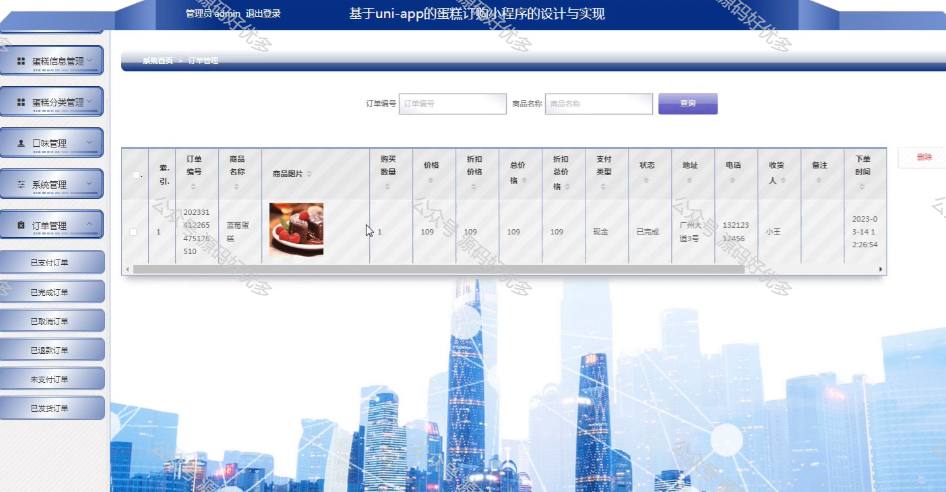 管理员 admin 退出登录
基于uni-app的蛋糕订购小程序的设计与实现
系统首页 > 订单管理
蛋糕信息管理
蛋糕分类管理
口味管理
系统管理
订单管理
已支付订单
已完成订单
已取消订单
已退款订单
未支付订单
已发货订单
订单编号 订单编号 商品名称 商品名称 查询
删除
索引
订单编号
商品名称
商品图片
购买数量
价格
折扣价格
总价格
折扣总价格
支付类型
状态
地址
电话
收货人
备注
下单时间
1
202331
412265
475176
510
蓝莓蛋
糕
1
109
109
109
109
现金
已完成
广州大
道3号
132123
12456
小王
2023-0
3-14 1
2:26:54
公众号 源码好优多